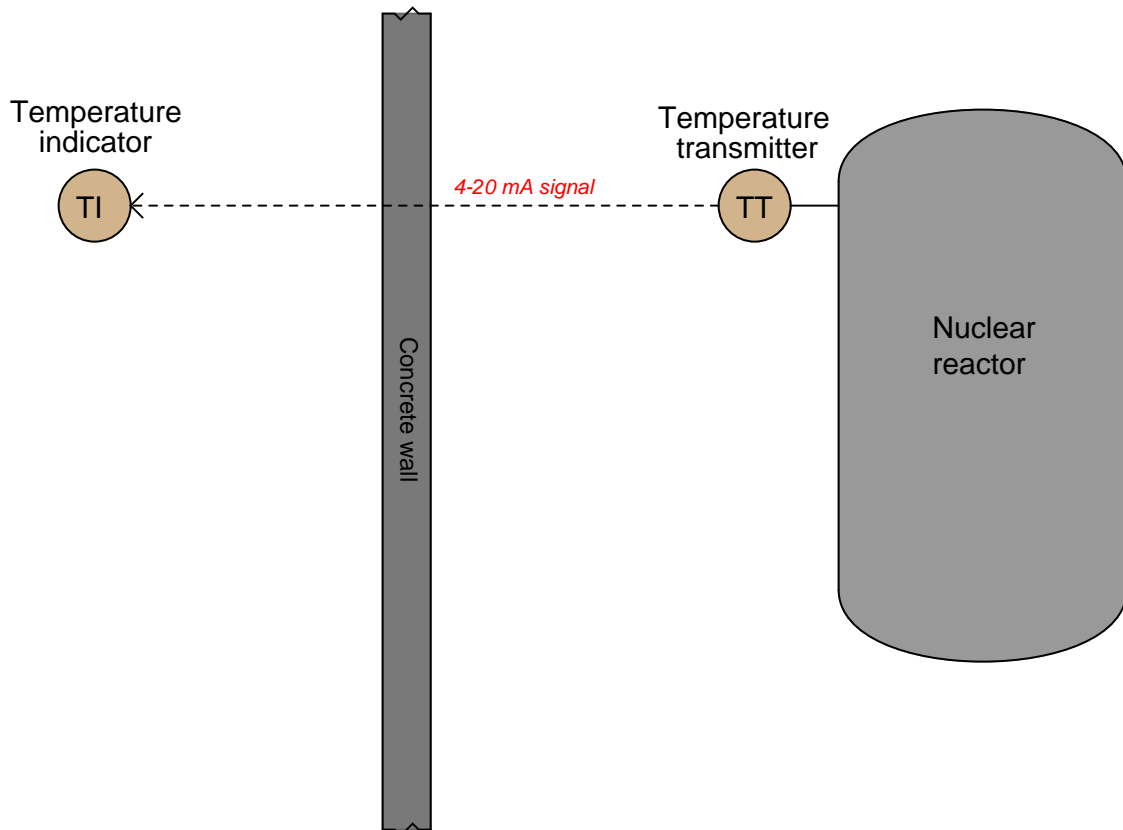 Temperature
indicator
TI
4-20 mA signal
Temperature
transmitter
TT
Concrete wall
Nuclear
reactor